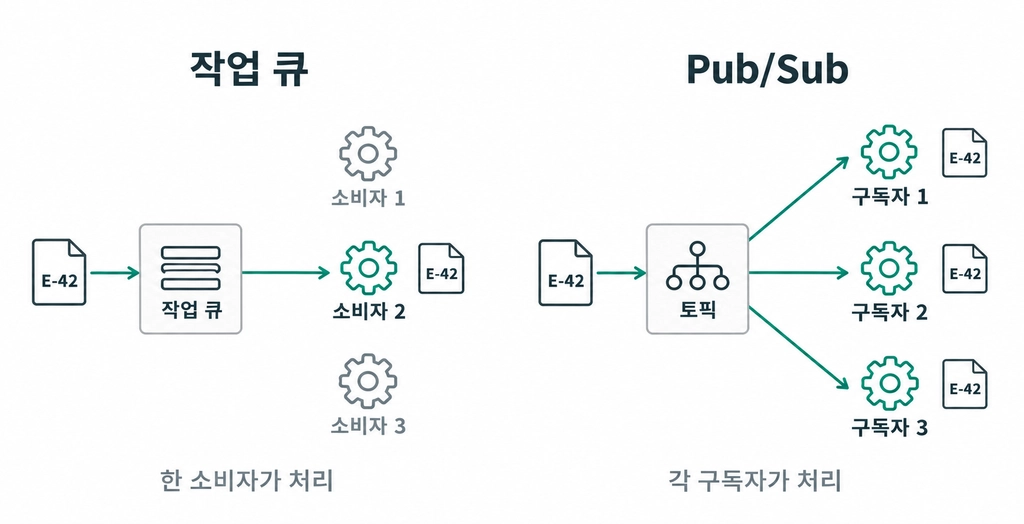 작업 큐
E-42
작업 큐
소비자 1
소비자 2
E-42
소비자 3
한 소비자가 처리
Pub/Sub
E-42
토픽
구독자 1
E-42
구독자 2
E-42
구독자 3
E-42
각 구독자가 처리